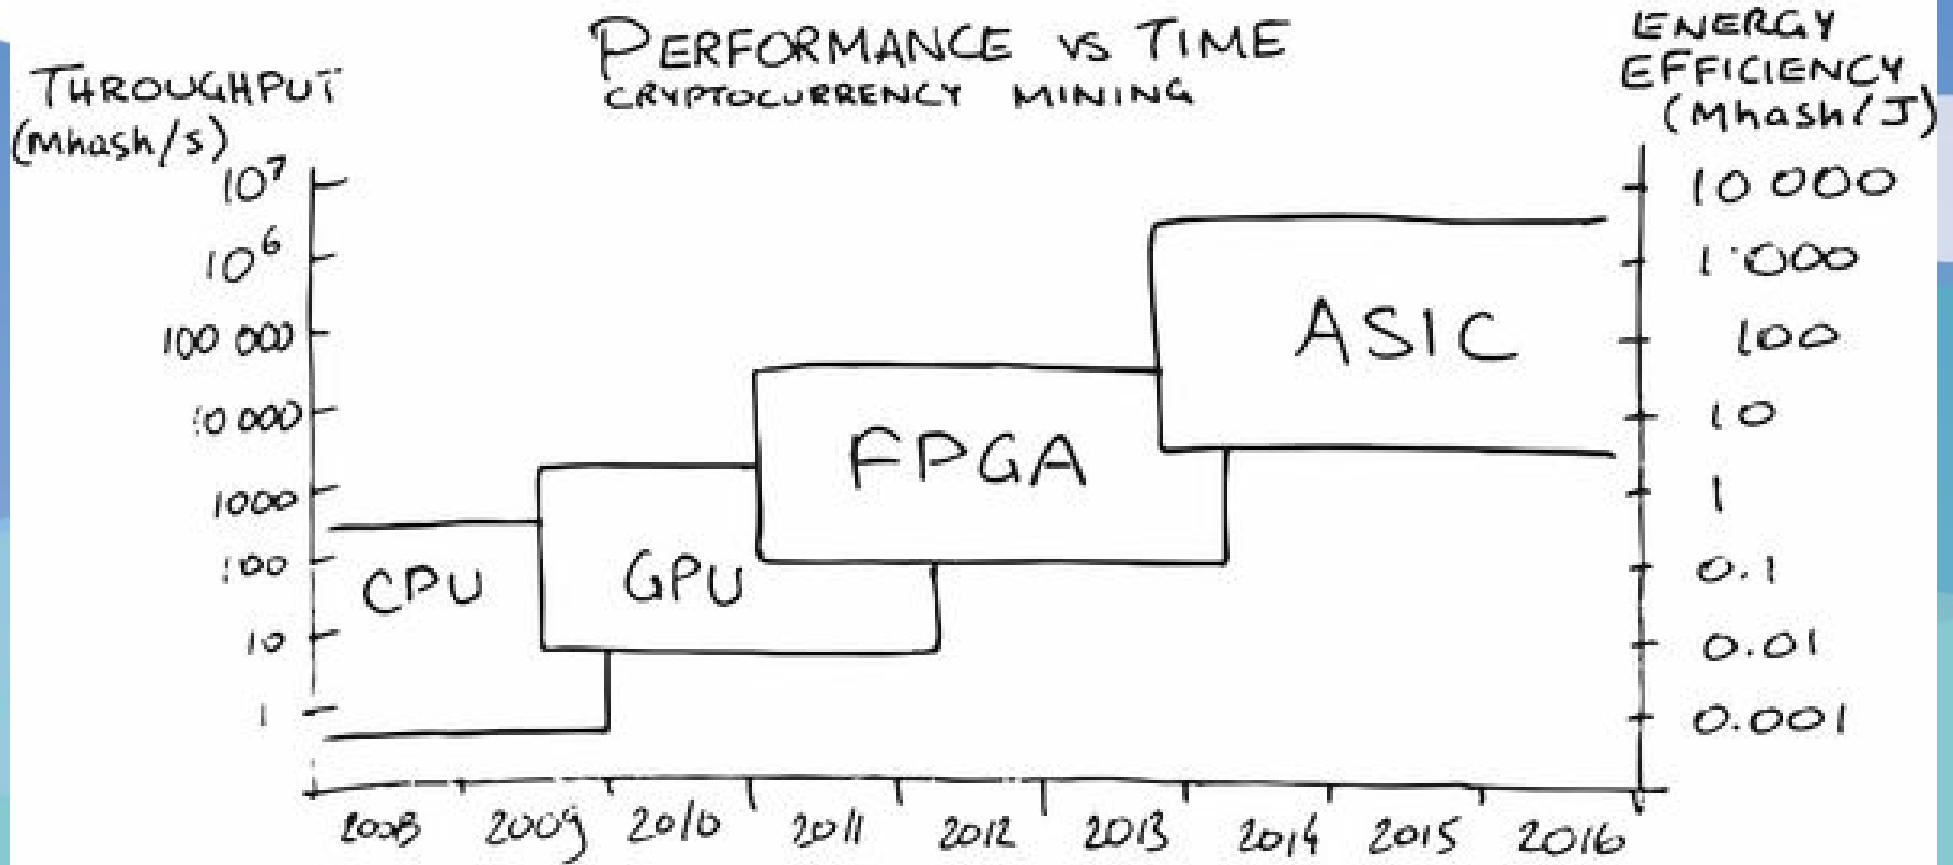 PERFORMANCE vs TIME
CRYPTOCURRENCY MINING
THROUGHPUT
(Mhash/s)
10⁷
10⁶
100 000
10 000
1000
100
10
1
ENERGY
EFFICIENCY
(Mhash/J)
10 000
1'000
100
10
1
0.1
0.01
0.001
CPU
GPU
FPGA
ASIC
2008 2009 2010 2011 2012 2013 2014 2015 2016